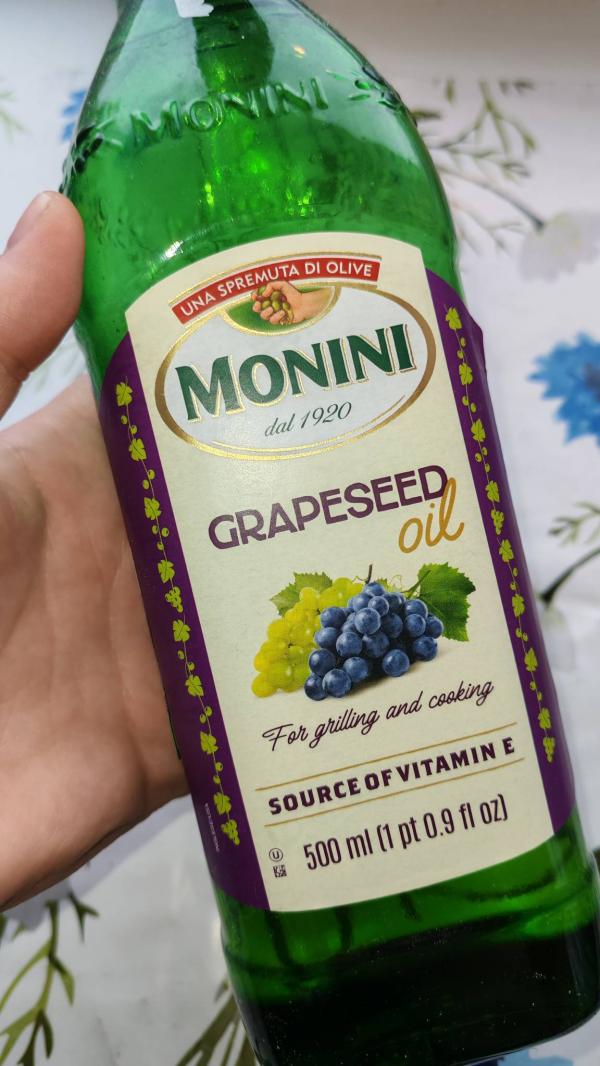 MONINI
UNA SPREMUTA DI OLIVE
MONINI
dal 1920
GRAPESEED
oil
For grilling and cooking
SOURCE OF VITAMIN E
500 ml (1 pt 0.9 fl oz)
U